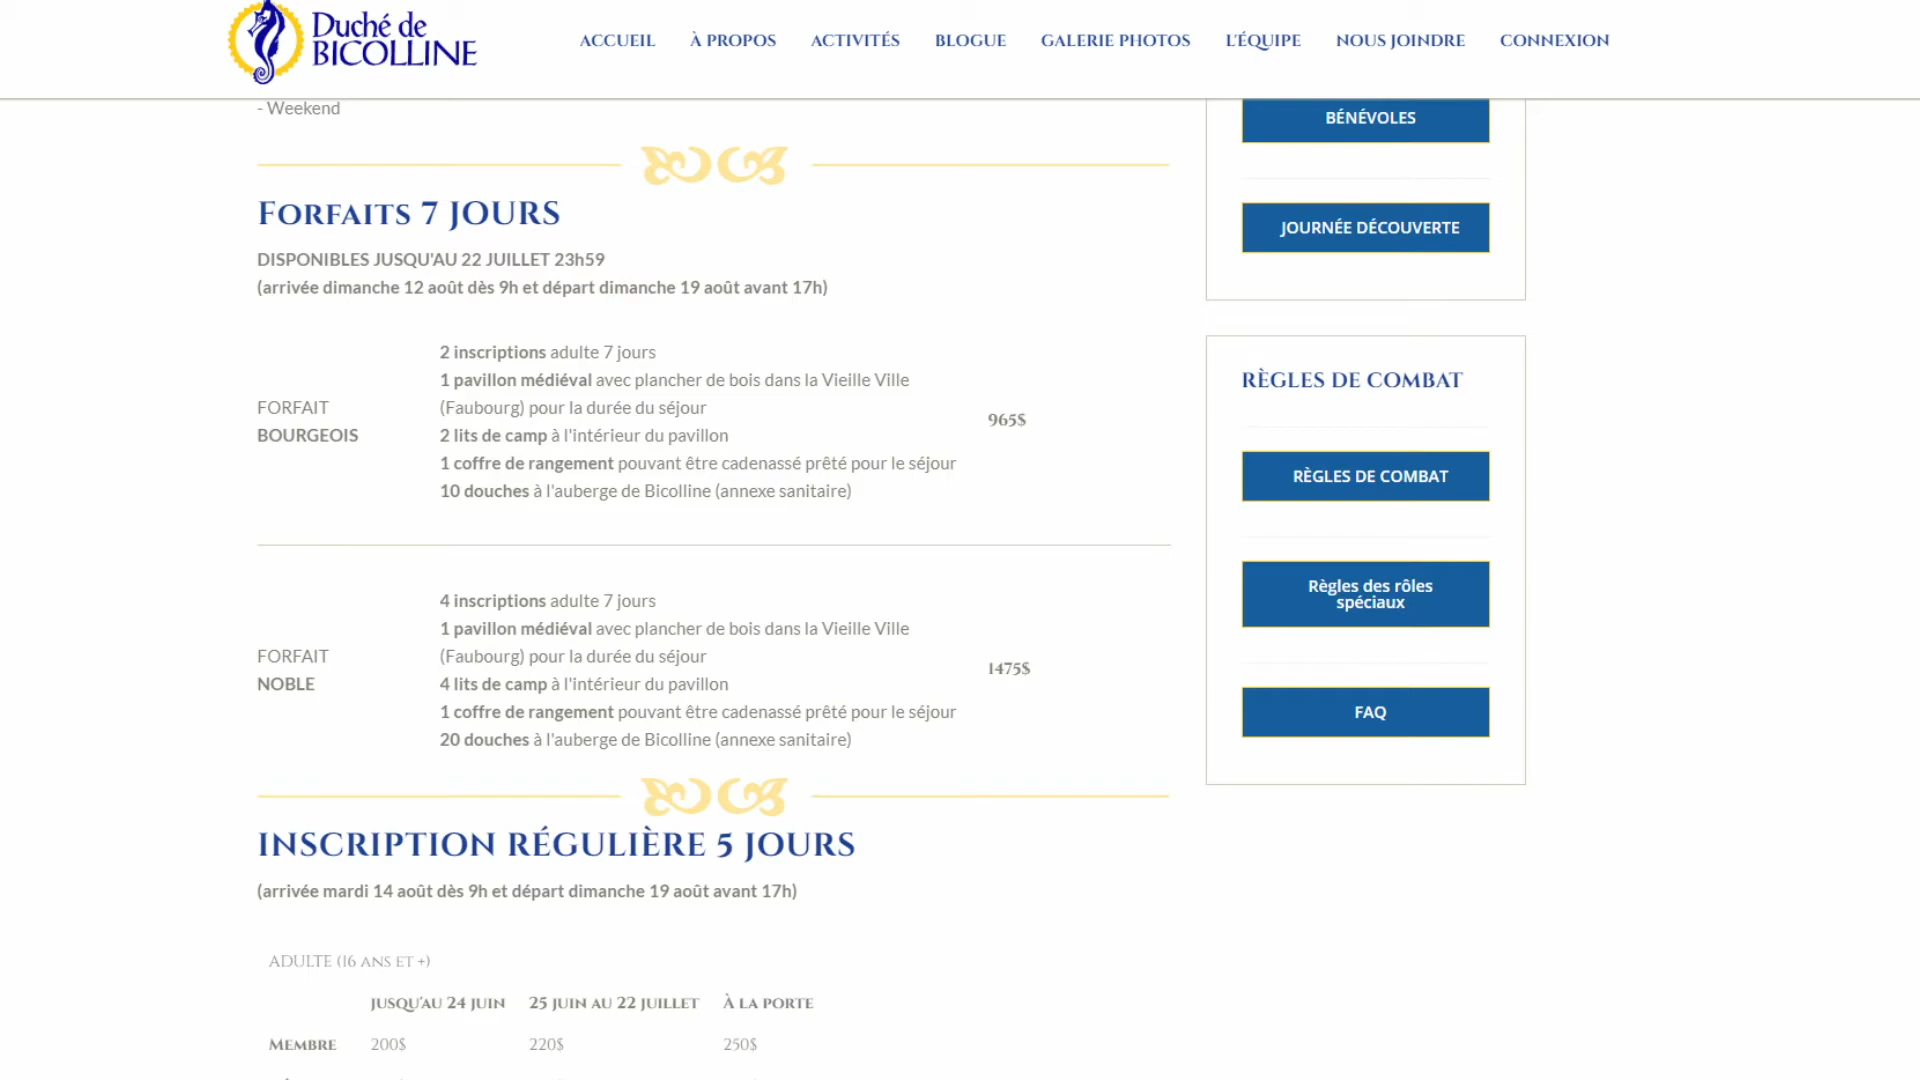 Duché de
BICOLLINE
ACCUEIL
À PROPOS
ACTIVITÉS
BLOGUE
GALERIE PHOTOS
L'ÉQUIPE
NOUS JOINDRE
CONNEXION
- Weekend
FORFAITS 7 JOURS
DISPONIBLES JUSQU'AU 22 JUILLET 23h59
(arrivée dimanche 12 août dès 9h et départ dimanche 19 août avant 17h)
FORFAIT
BOURGEOIS
2 inscriptions adulte 7 jours
1 pavillon médiéval avec plancher de bois dans la Vieille Ville
(Faubourg) pour la durée du séjour
2 lits de camp à l'intérieur du pavillon
1 coffre de rangement pouvant être cadenassé prêté pour le séjour
10 douches à l'auberge de Bicolline (annexe sanitaire)
965$
FORFAIT
NOBLE
4 inscriptions adulte 7 jours
1 pavillon médiéval avec plancher de bois dans la Vieille Ville
(Faubourg) pour la durée du séjour
4 lits de camp à l'intérieur du pavillon
1 coffre de rangement pouvant être cadenassé prêté pour le séjour
20 douches à l'auberge de Bicolline (annexe sanitaire)
1475$
INSCRIPTION RÉGULIÈRE 5 JOURS
(arrivée mardi 14 août dès 9h et départ dimanche 19 août avant 17h)
ADULTE (16 ANS ET +)
JUSQU'AU 24 JUIN
25 JUIN AU 22 JUILLET
À LA PORTE
MEMBRE
200$
220$
250$
BÉNÉVOLES
JOURNÉE DÉCOUVERTE
RÈGLES DE COMBAT
RÈGLES DE COMBAT
Règles des rôles
spéciaux
FAQ